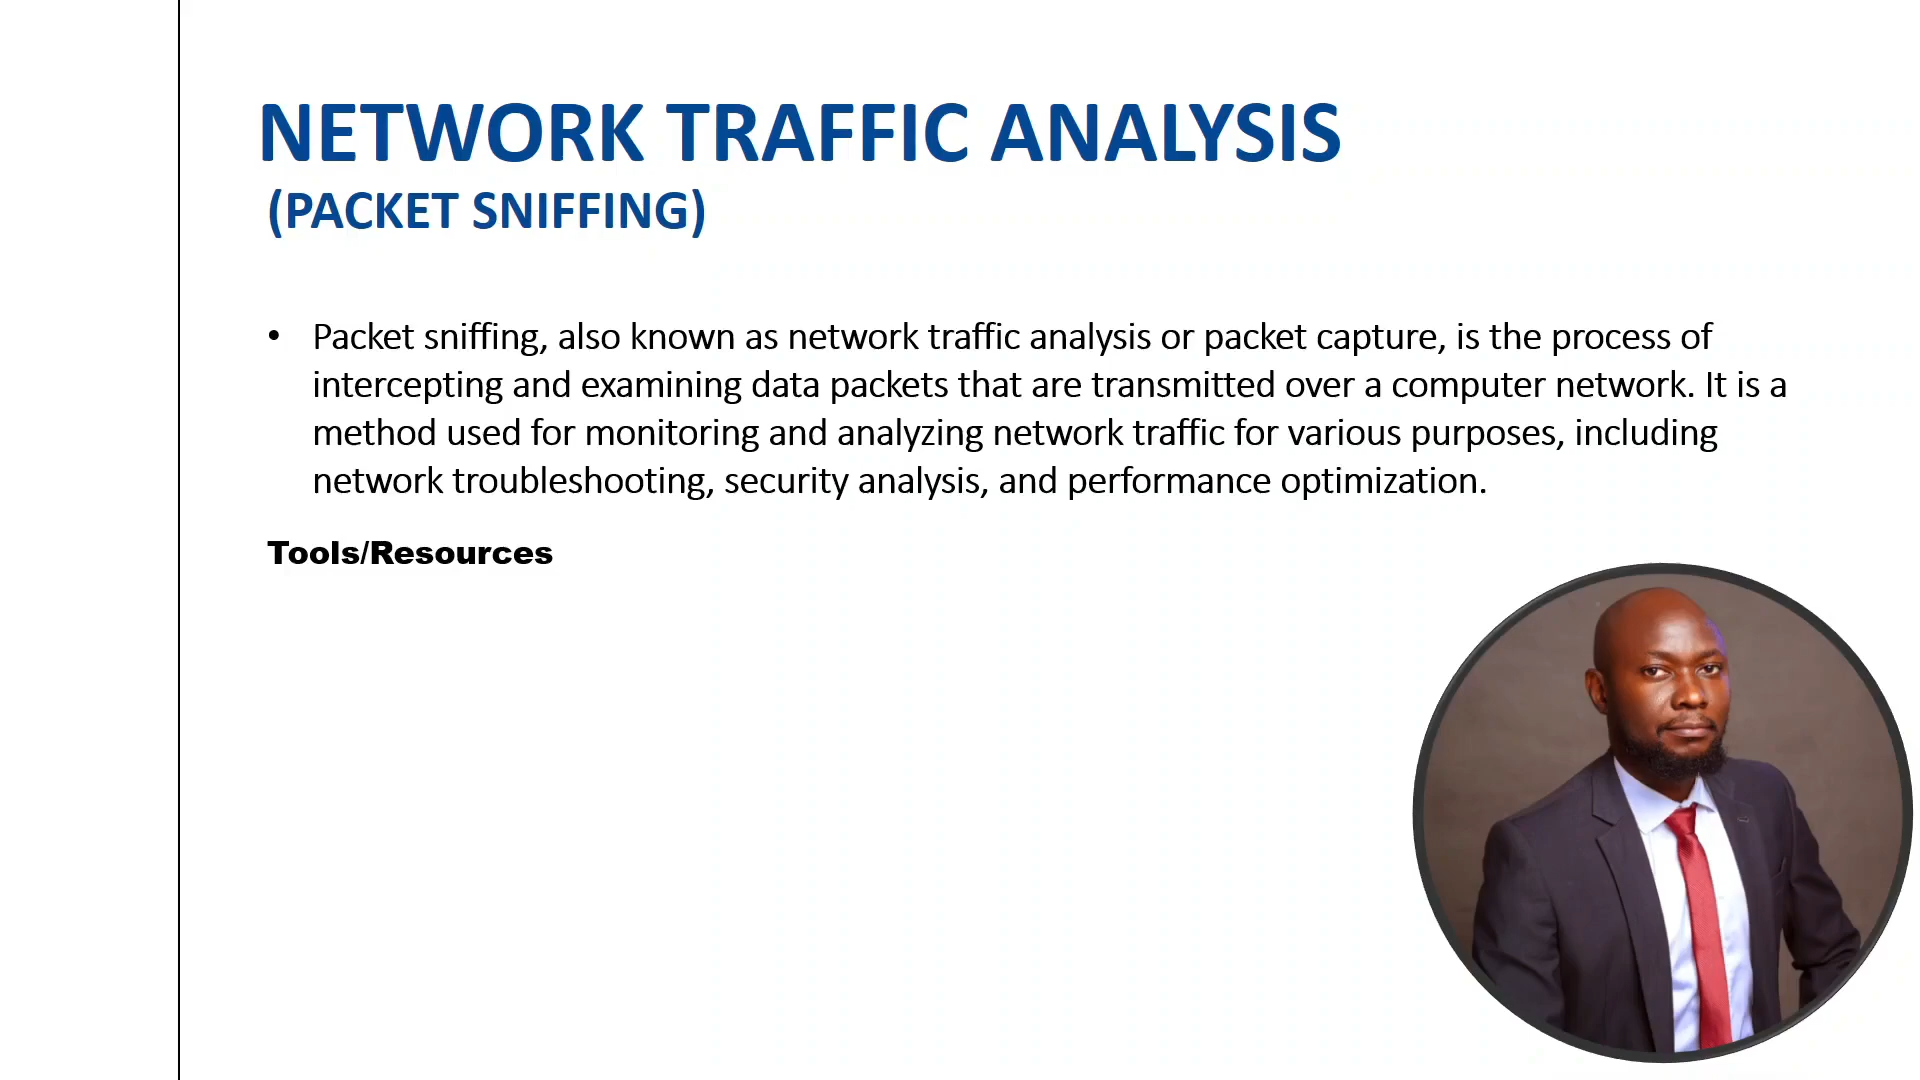 NETWORK TRAFFIC ANALYSIS
(PACKET SNIFFING)
• Packet sniffing, also known as network traffic analysis or packet capture, is the process of
intercepting and examining data packets that are transmitted over a computer network. It is a
method used for monitoring and analyzing network traffic for various purposes, including
network troubleshooting, security analysis, and performance optimization.
Tools/Resources